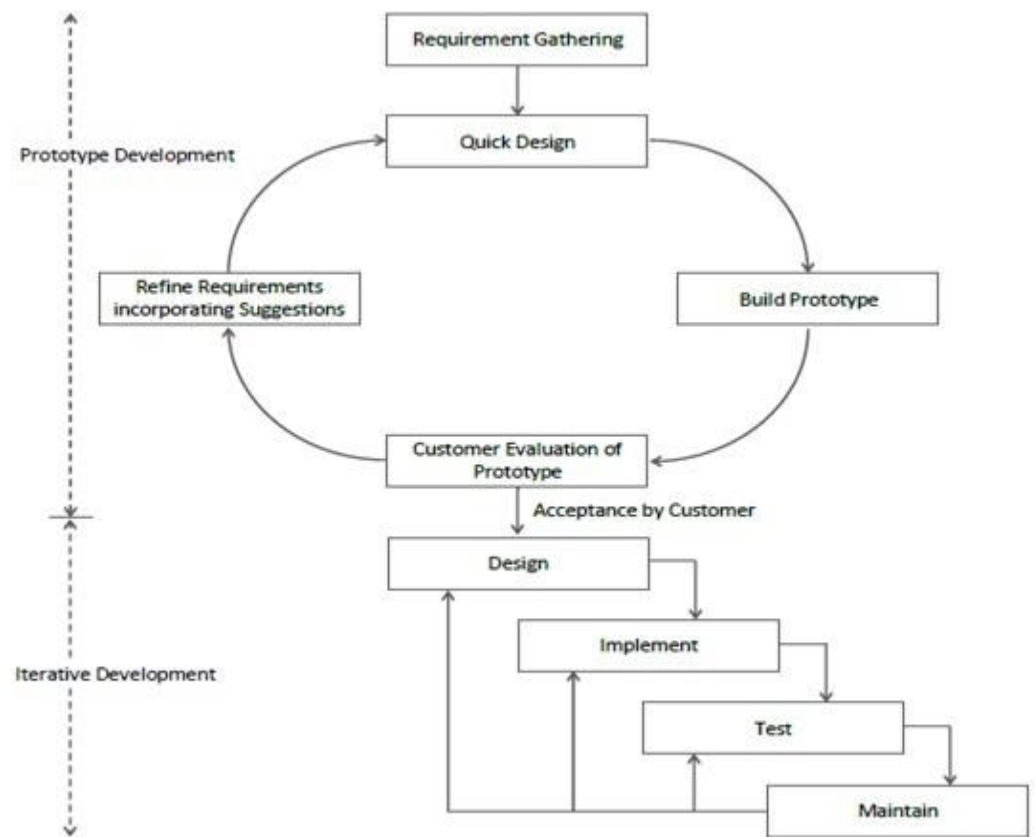 Requirement Gathering
Quick Design
Prototype Development
Refine Requirements
incorporating Suggestions
Build Prototype
Customer Evaluation of
Prototype
Acceptance by Customer
Design
Implement
Iterative Development
Test
Maintain